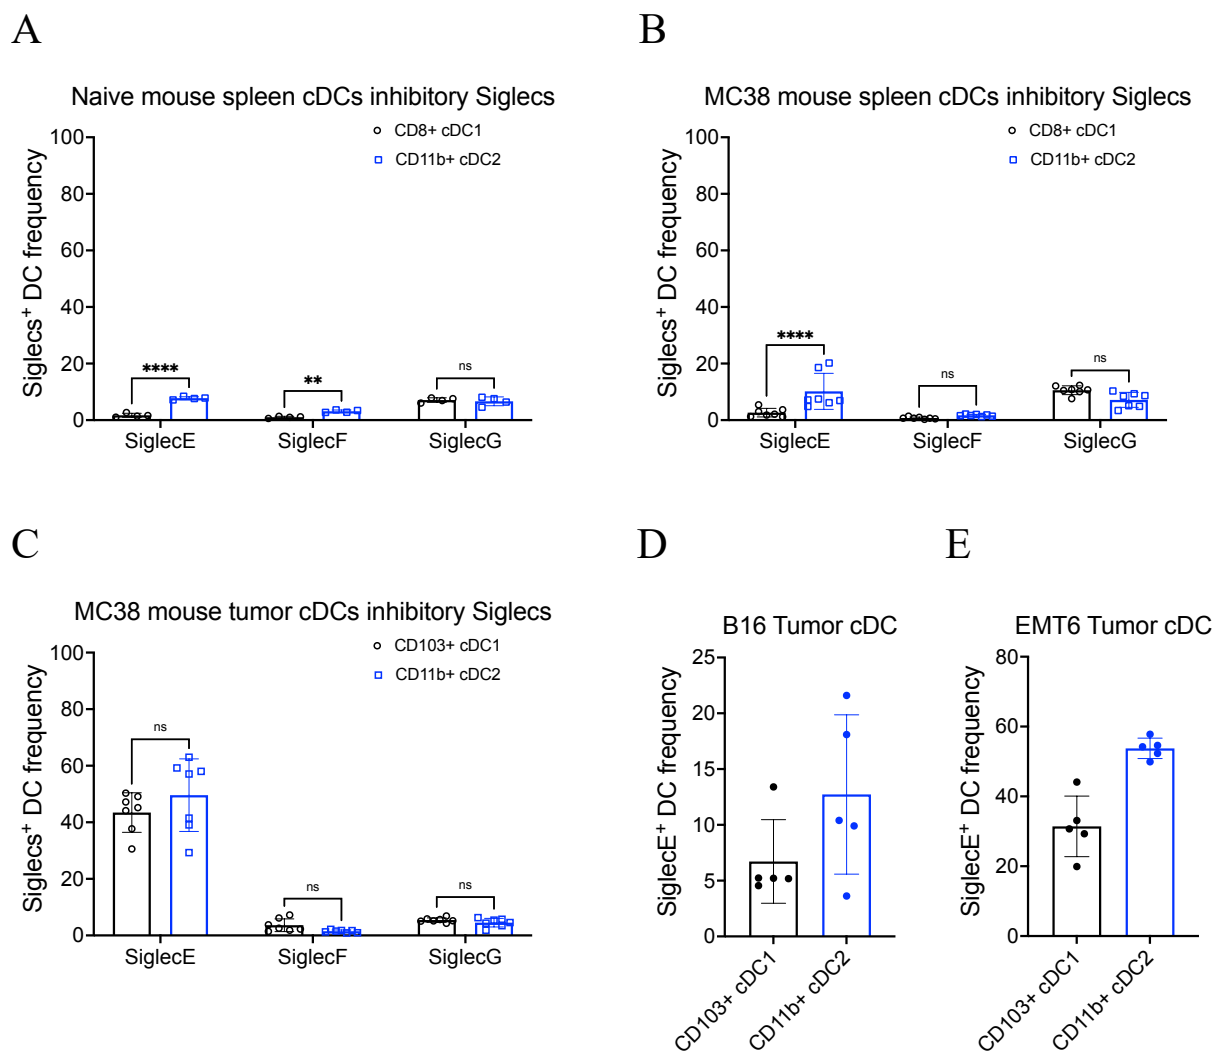 A
Naive mouse spleen cDCs inhibitory Siglecs
CD8+ cDC1
CD11b+ cDC2
Siglecs⁺ DC frequency
100
80
60
40
20
0
****
**
ns
SiglecE
SiglecF
SiglecG
B
MC38 mouse spleen cDCs inhibitory Siglecs
CD8+ cDC1
CD11b+ cDC2
Siglecs⁺ DC frequency
100
80
60
40
20
0
****
ns
ns
SiglecE
SiglecF
SiglecG
C
MC38 mouse tumor cDCs inhibitory Siglecs
CD103+ cDC1
CD11b+ cDC2
Siglecs⁺ DC frequency
100
80
60
40
20
0
ns
ns
ns
SiglecE
SiglecF
SiglecG
D
B16 Tumor cDC
SiglecE⁺ DC frequency
25
20
15
10
5
0
CD103+ cDC1
CD11b+ cDC2
E
EMT6 Tumor cDC
SiglecE⁺ DC frequency
80
60
40
20
0
CD103+ cDC1
CD11b+ cDC2